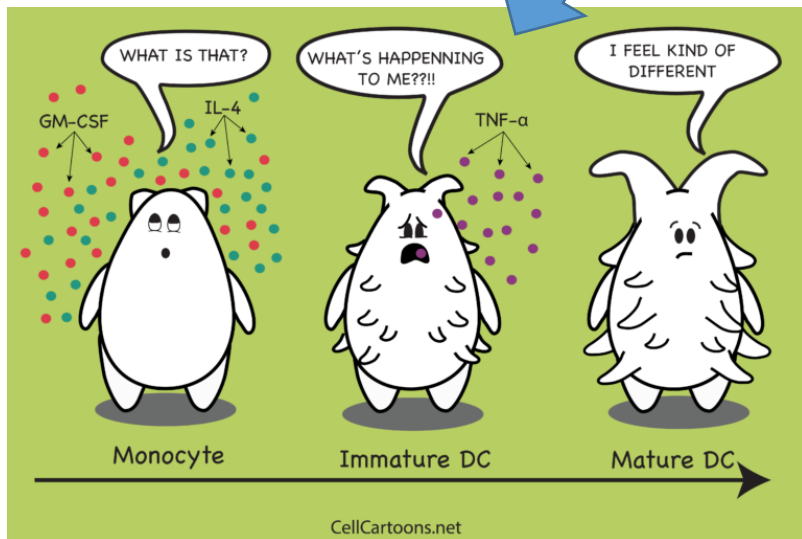 WHAT IS THAT?
WHAT'S HAPPENNING
TO ME??!!
I FEEL KIND OF
DIFFERENT
GM-CSF
IL-4
TNF-α
Monocyte
Immature DC
Mature DC
CellCartoons.net